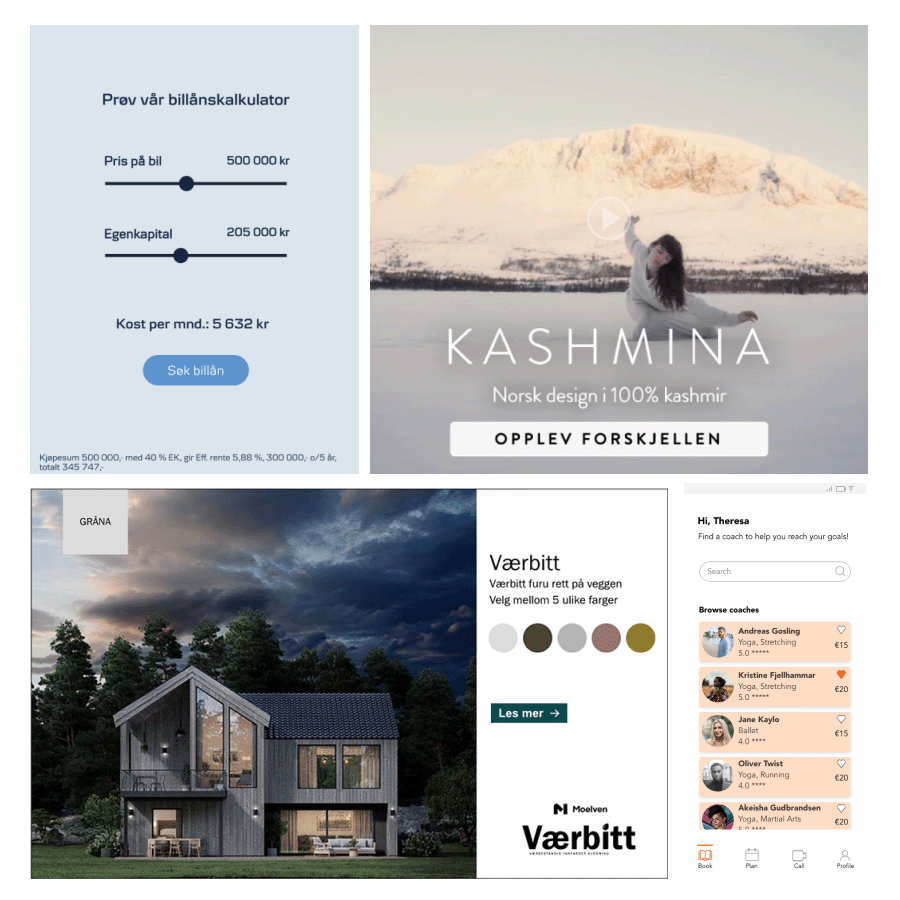 Prøv vår billånskalkulator
Pris på bil 500 000 kr
Egenkapital 205 000 kr
Kost per mnd.: 5 632 kr
Søk billån
Kjøpesum 500 000,- med 40 % EK, gir Eff. rente 5,88 %, 300 000,- o/5 år,
totalt 345 747,-
KASHMINA
Norsk design i 100% kashmir
OPPLEV FORSKJELLEN
GRÅNA
Værbitt
Værbitt furu rett på veggen
Velg mellom 5 ulike farger
Les mer →
Moelven
Værbitt
VÆRBESTANDIG INNFARGET KLEDNING
Hi, Theresa
Find a coach to help you reach your goals!
Search
Browse coaches
Andreas Gosling
Yoga, Stretching
5.0 *****
€15
Kristine Fjellhammar
Yoga, Stretching
5.0 *****
€20
Jane Kaylo
Ballet
4.0 ****
€15
Oliver Twist
Yoga, Running
4.0 ****
€20
Akeisha Gudbrandsen
Yoga, Martial Arts
5.0 *****
€20
Book Plan Call Profile